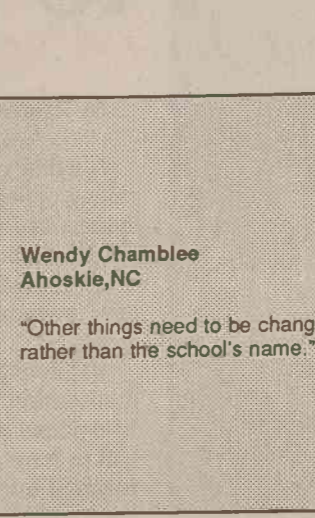 Wendy Chamblee
Ahoskie,NC
“Other things need to be chang
rather than the school's name.”